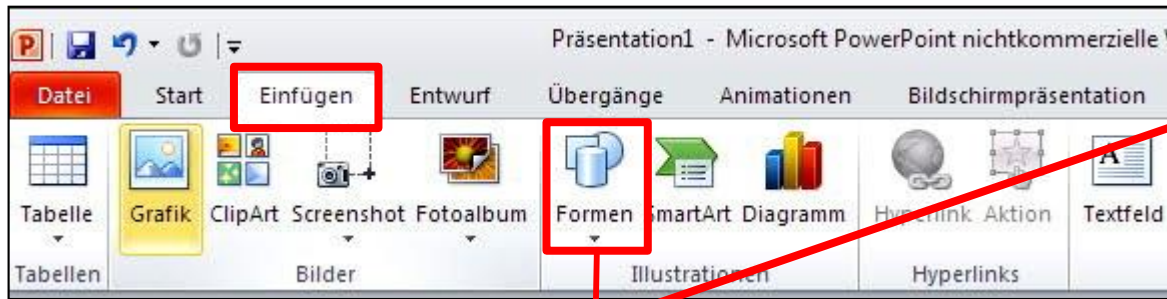 Präsentation1 - Microsoft PowerPoint nichtkommerzielle
Datei Start Einfügen Entwurf Übergänge Animationen Bildschirmpräsentation
Tabelle Grafik ClipArt Screenshot Fotoalbum Formen SmartArt Diagramm Hyperlink Aktion Textfeld
Tabellen Bilder Illustrationen Hyperlinks